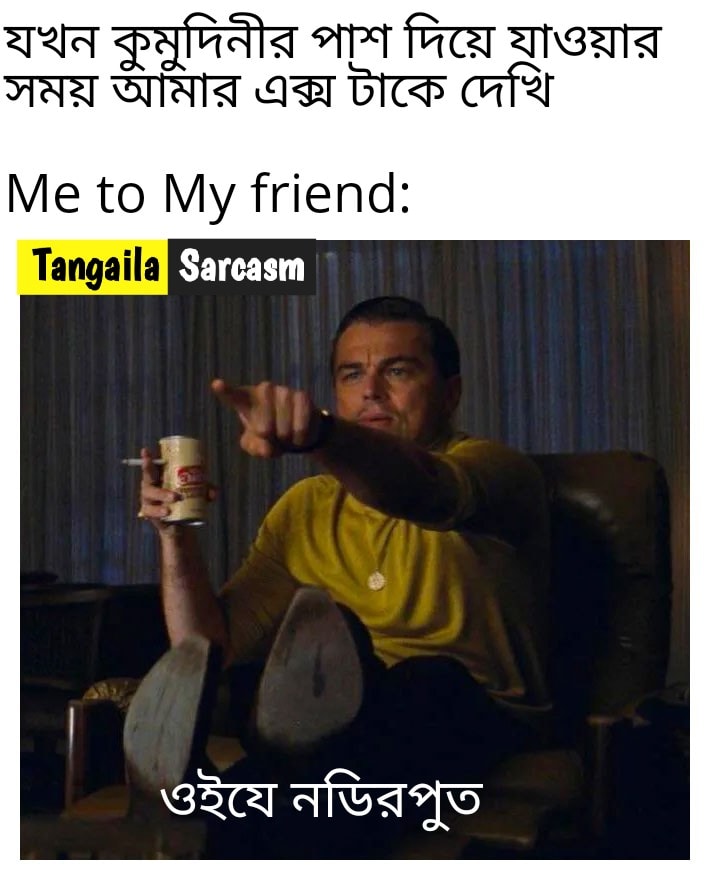 যখন কুমুদিনীর পাশ দিয়ে যাওয়ার
সময় আমার এক্স টাকে দেখি
Me to My friend:
Tangaila Sarcasm
ওইযে নডিরপুত